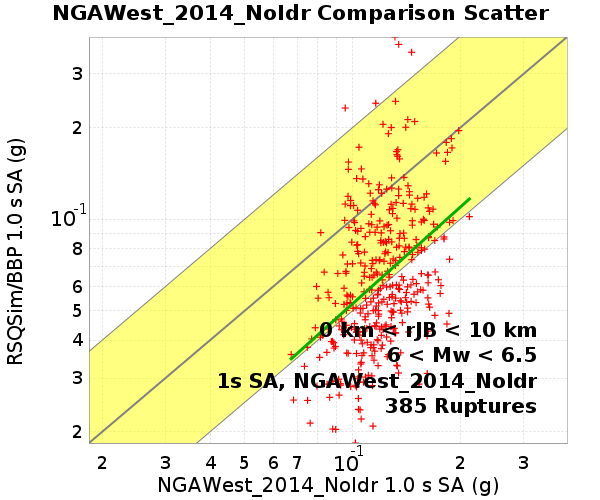 NGAWest_2014_NoIdr Comparison Scatter
RSQSim/BBP 1.0 s SA (g)
3
2
10^-1
8
6
5
4
3
2
0 km < rJB < 10 km
6 < Mw < 6.5
1s SA, NGAWest_2014_NoIdr
385 Ruptures
2 3 4 5 6 7 10^-1 2 3
NGAWest_2014_NoIdr 1.0 s SA (g)